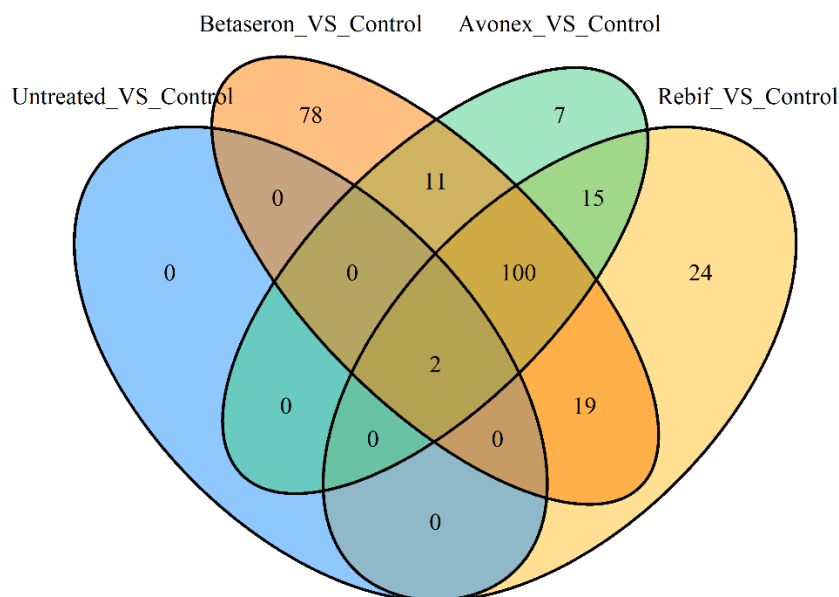 Betaseron_VS_Control Avonex_VS_Control
Untreated_VS_Control Rebif_VS_Control
78 7
11
0 15
0 0 100 24
2
0 19
0 0
0